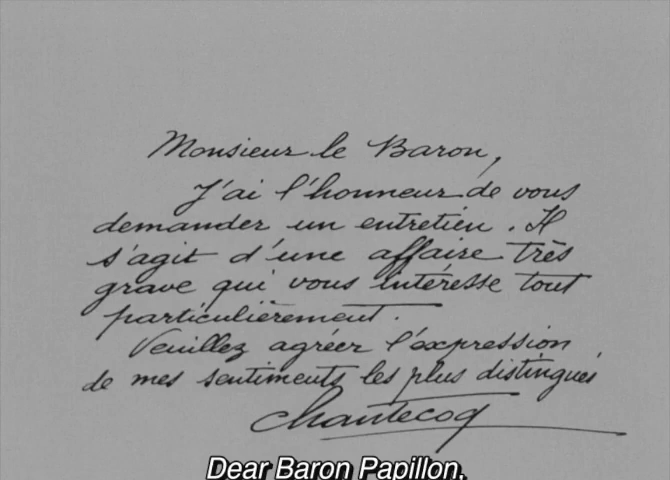 Monsieur le Baron,
J'ai l'honneur de vous
demander un entretien. Il
s'agit d'une affaire très
grave qui vous intéresse tout
particulièrement.
Veuillez agréer l'expression
de mes sentiments les plus distingués
Chantecoq
Dear Baron Papillon,